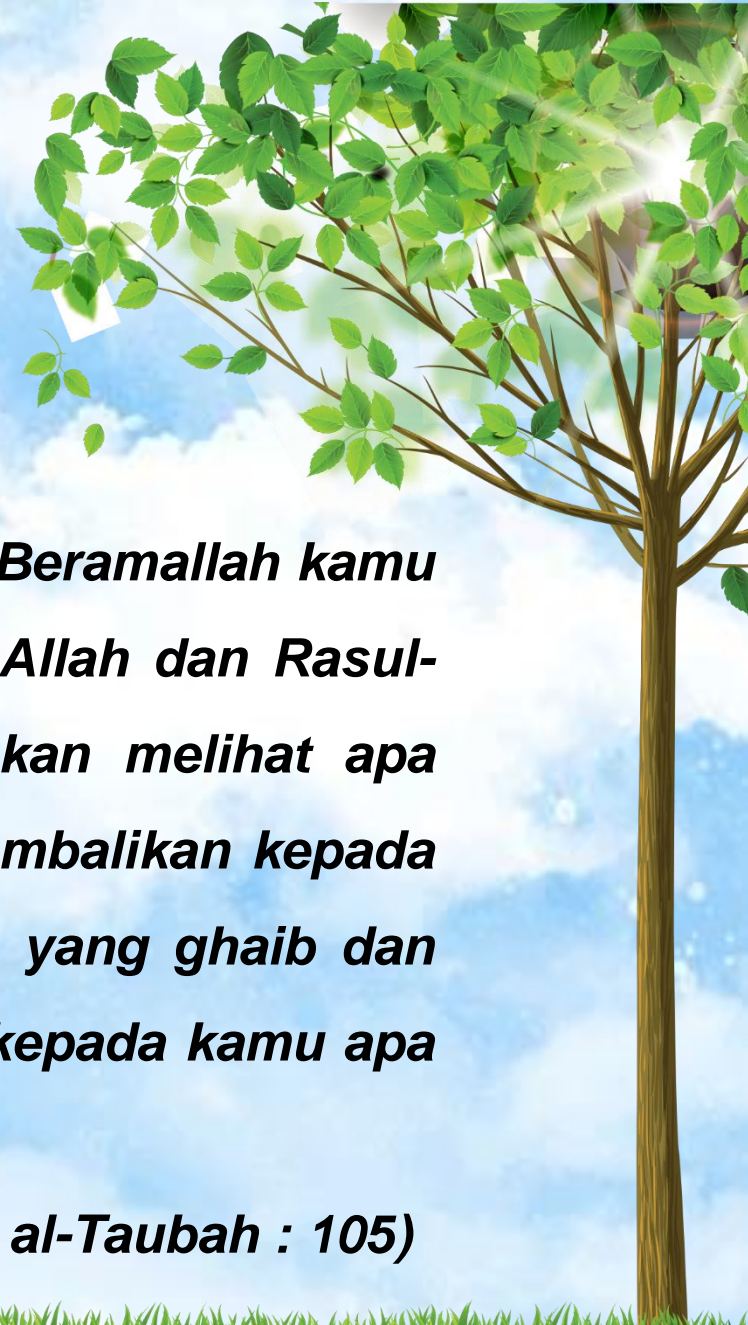 Beramallah kamu
Allah dan Rasul-
kan melihat apa
mbalikan kepada
yang ghaib dan
kepada kamu apa
al-Taubah : 105)